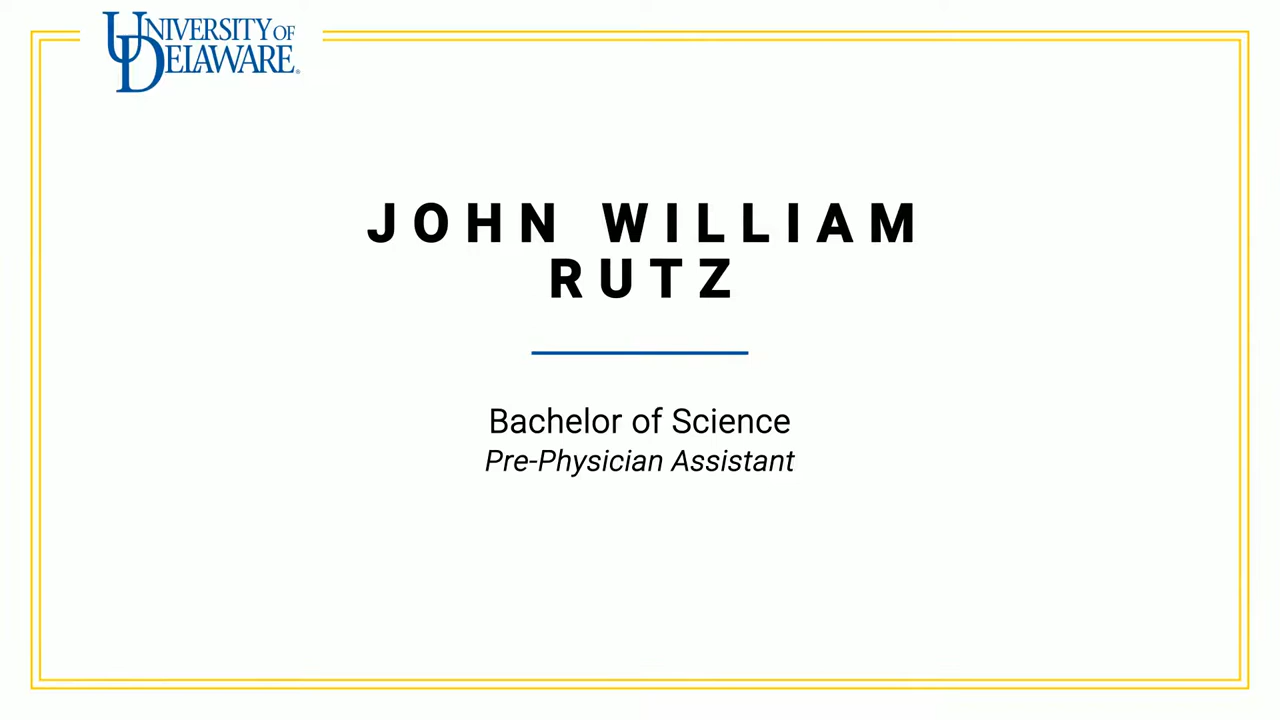 UNIVERSITY OF
DELAWARE
JOHN WILLIAM
RUTZ
Bachelor of Science
Pre-Physician Assistant